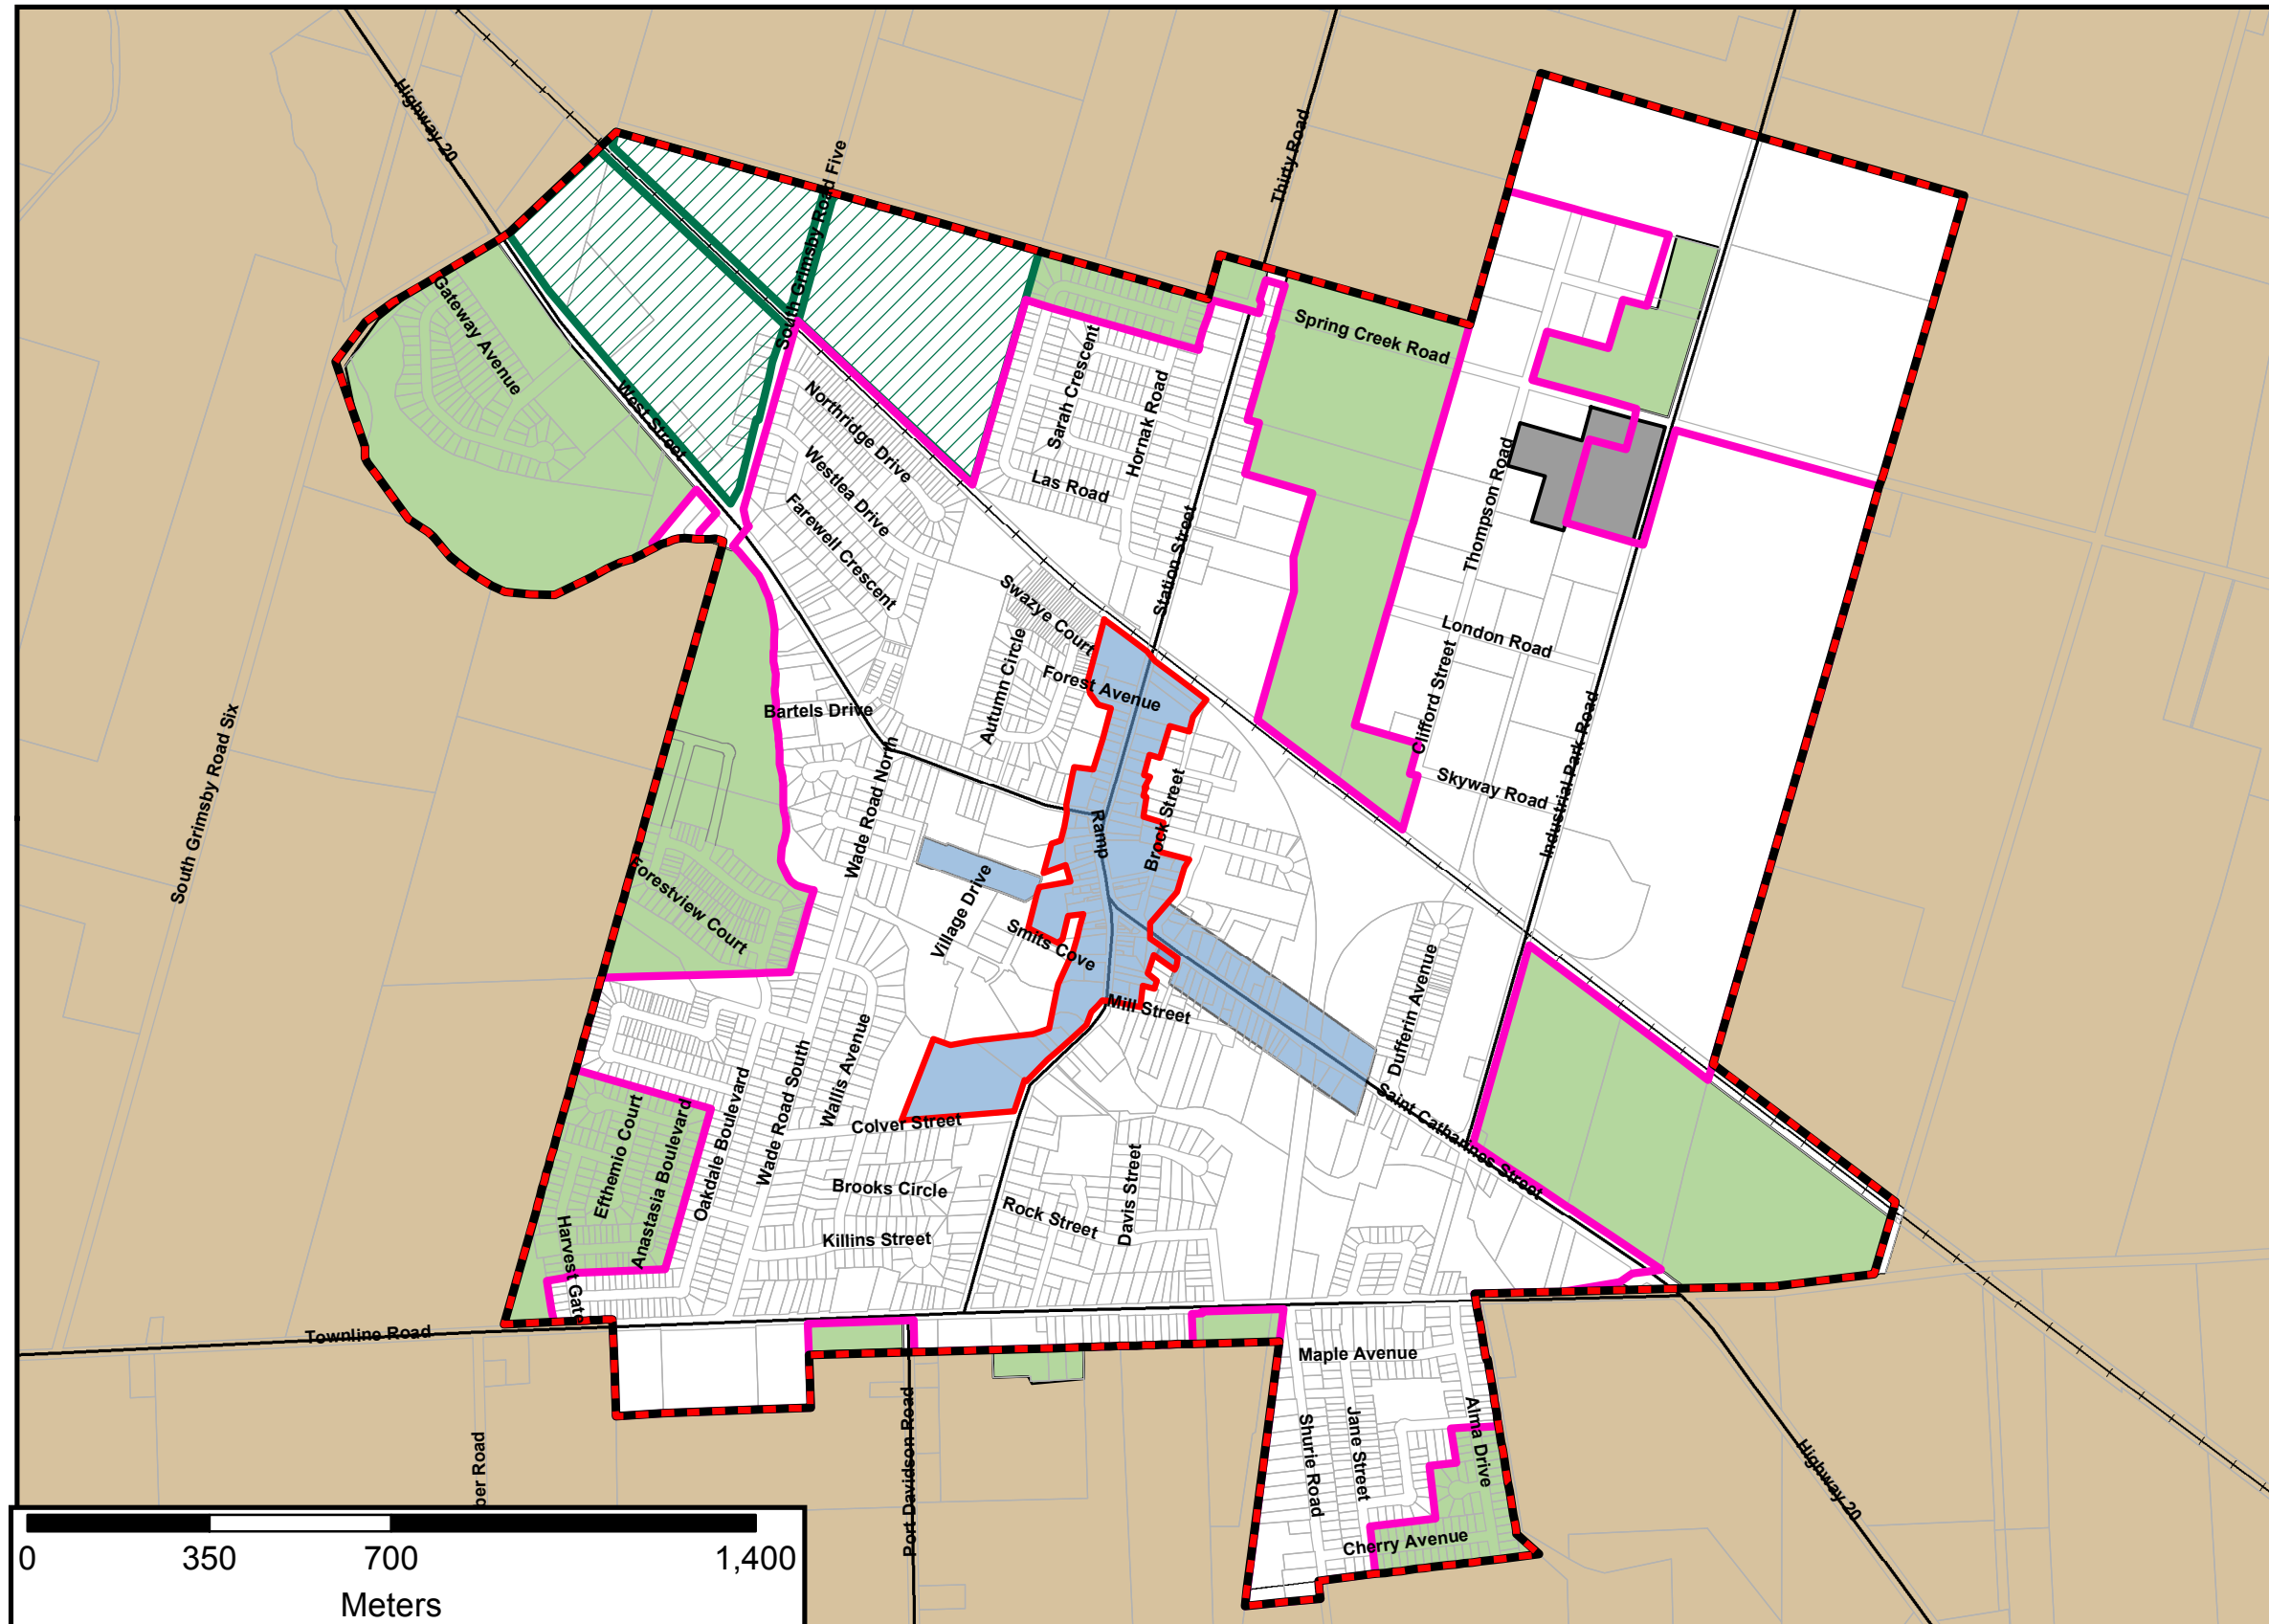 Highway 20
South Grimsby Road Five
Thirty Road
Gateway Avenue
Spring Creek Road
West Street
Sarah Crescent
Hornak Road
Northridge Drive
Westlea Drive
Farewell Crescent
Las Road
Thompson Road
Station Street
Swazye Court
Autumn Circle
Forest Avenue
London Road
Clifford Street
Bartels Drive
Wade Road North
Skyway Road
Industrial Park Road
South Grimsby Road Six
Ramp
Brock Street
Village Drive
Forestview Court
Smits Cove
Mill Street
Dufferin Avenue
Saint Catharines Street
Wallis Avenue
Wade Road South
Oakdale Boulevard
Colver Street
Efthemio Court
Anastasia Boulevard
Harvest Gate
Brooks Circle
Killins Street
Rock Street
Davis Street
Townline Road
Maple Avenue
Alma Drive
Jane Street
Shurie Road
Port Davidson Road
per Road
Highway 20
Cherry Avenue
0 350 700 1,400
Meters